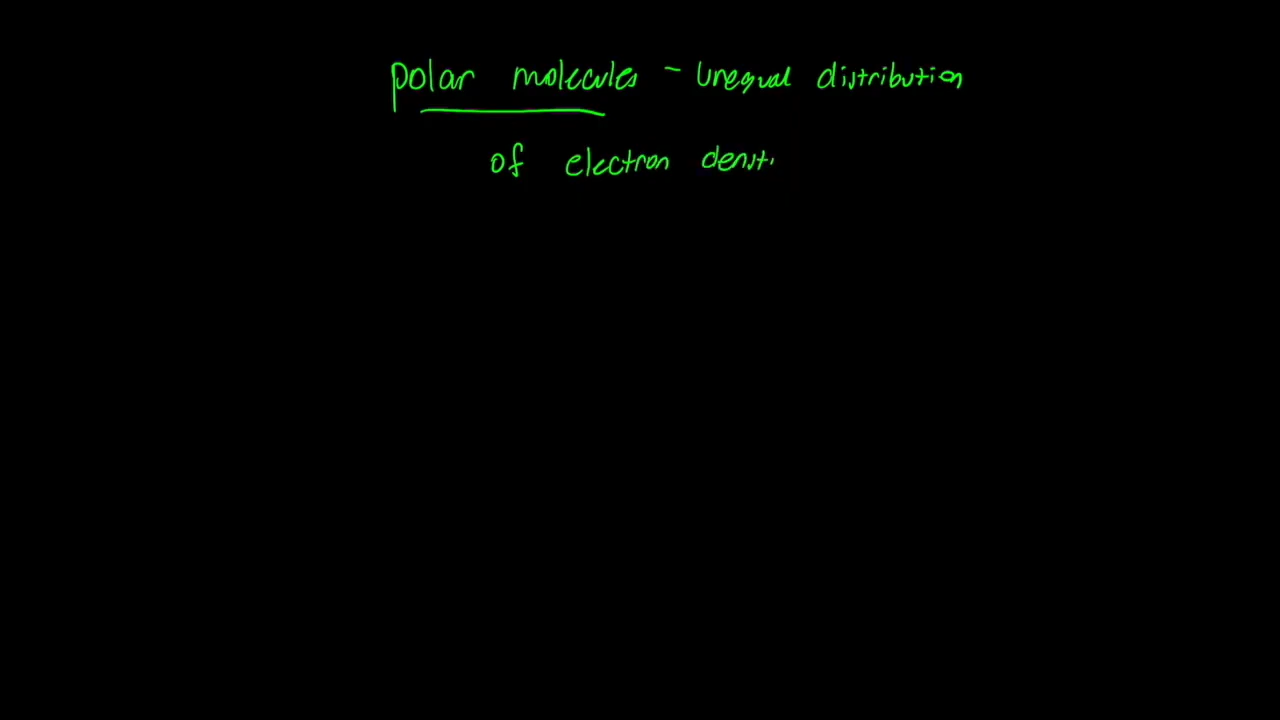 polar molecules - unequal distribution
of electron densit